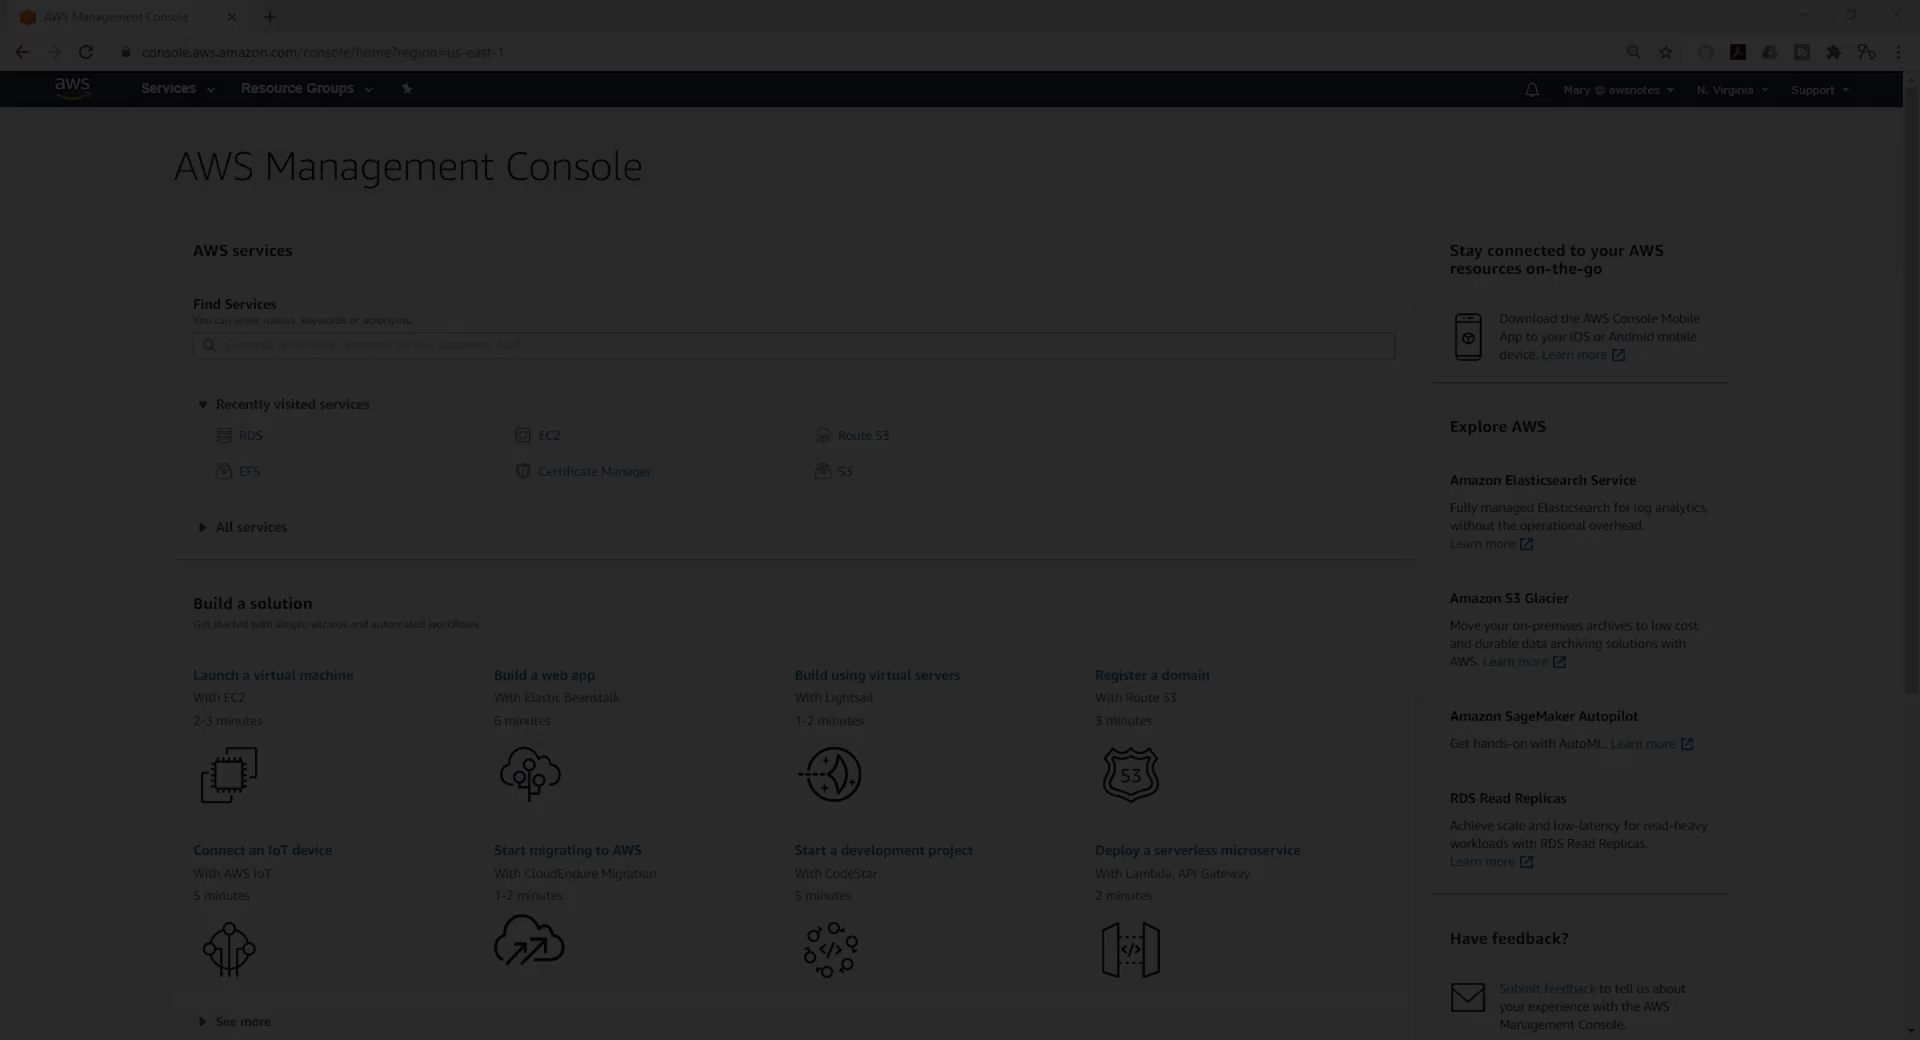 AWS Management Console
console.aws.amazon.com/console/home?region=us-east-1
aws
Services
Resource Groups
Mary @ awsnotes
N. Virginia
Support
AWS Management Console
AWS services
Find Services
You can enter names, keywords or acronyms.
Recently visited services
RDS
EC2
Route 53
EFS
Certificate Manager
S3
All services
Build a solution
Get started with simple wizards and automated workflows.
Launch a virtual machine
With EC2
2-3 minutes
Build a web app
With Elastic Beanstalk
6 minutes
Build using virtual servers
With Lightsail
1-2 minutes
Register a domain
With Route 53
3 minutes
53
Connect an IoT device
With AWS IoT
5 minutes
Start migrating to AWS
With CloudEndure Migration
1-2 minutes
Start a development project
With CodeStar
5 minutes
</>
Deploy a serverless microservice
With Lambda, API Gateway
2 minutes
</>
See more
Stay connected to your AWS
resources on-the-go
Download the AWS Console Mobile
App to your iOS or Android mobile
device. Learn more
Explore AWS
Amazon Elasticsearch Service
Fully managed Elasticsearch for log analytics,
without the operational overhead.
Learn more
Amazon S3 Glacier
Move your on-premises archives to low cost
and durable data archiving solutions with
AWS. Learn more
Amazon SageMaker Autopilot
Get hands-on with AutoML. Learn more
RDS Read Replicas
Achieve scale and low-latency for read-heavy
workloads with RDS Read Replicas.
Learn more
Have feedback?
Submit feedback to tell us about
your experience with the AWS
Management Console.